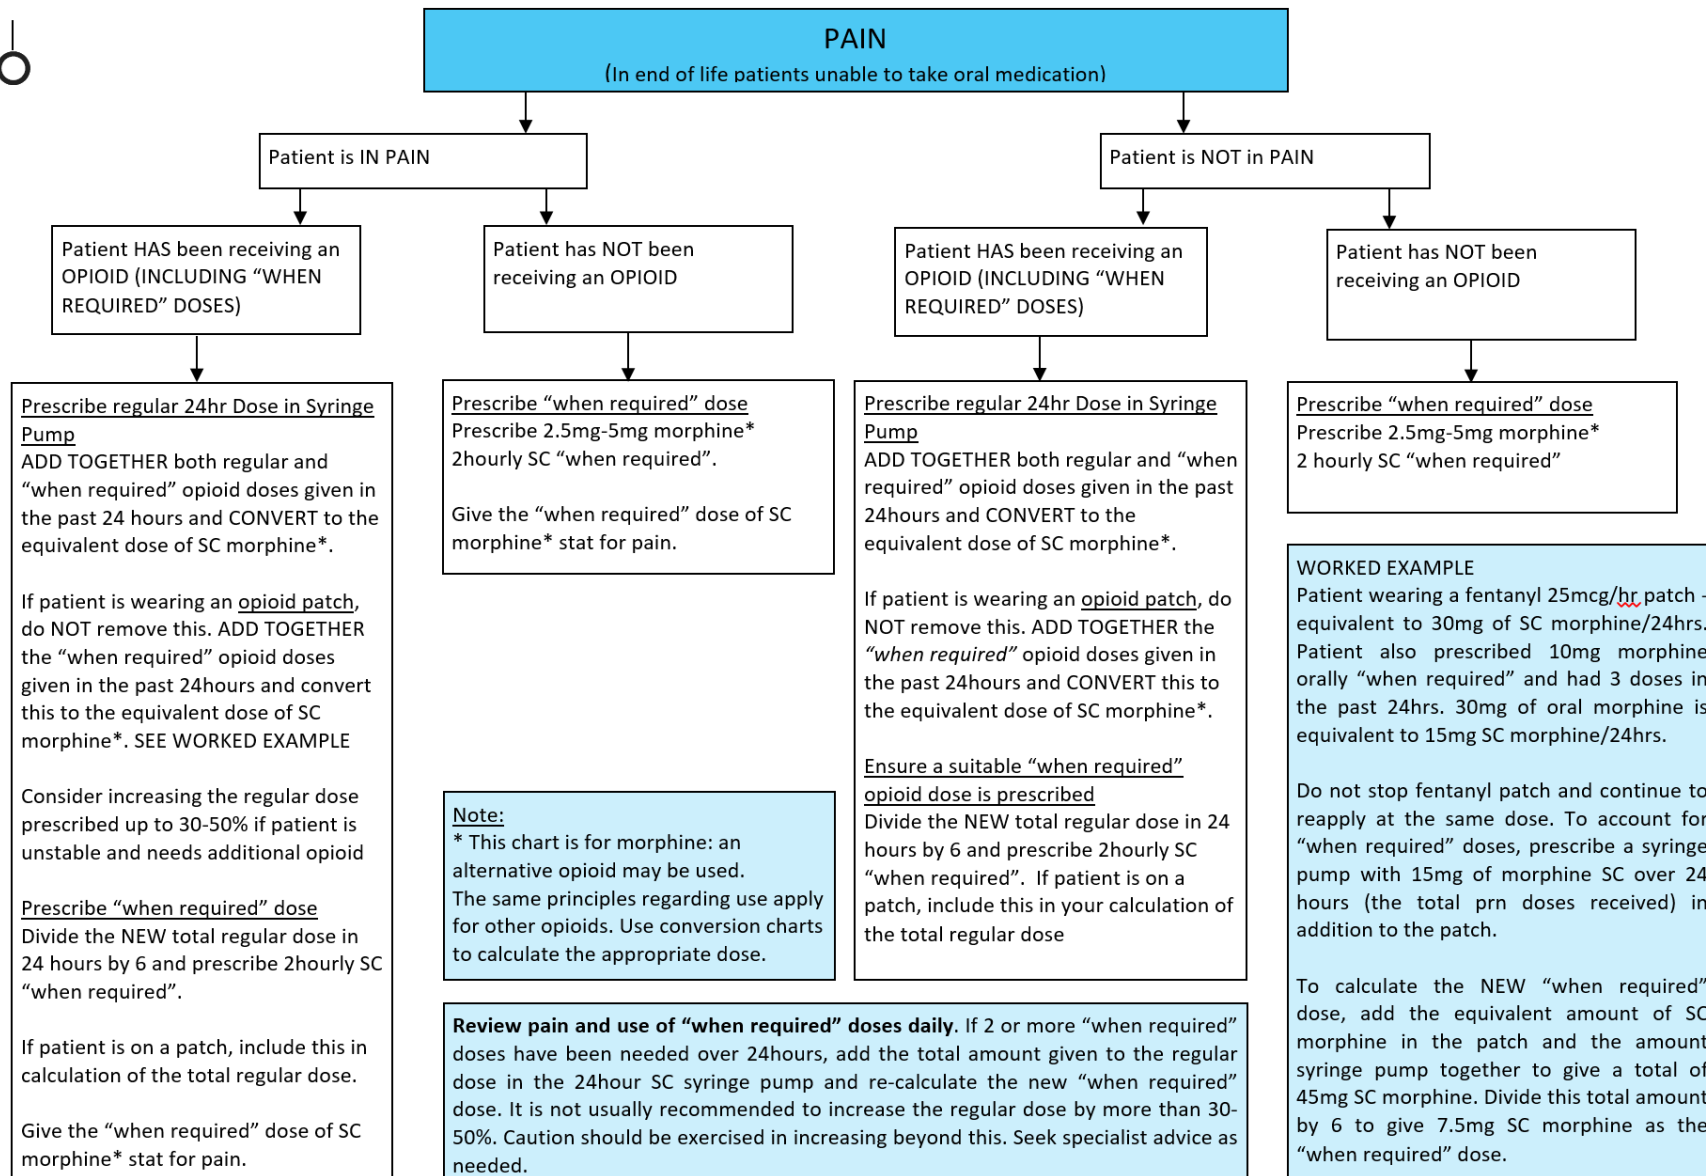 PAIN
(In end of life patients unable to take oral medication)
Patient is IN PAIN
Patient is NOT in PAIN
Patient HAS been receiving an
OPIOID (INCLUDING “WHEN
REQUIRED” DOSES)
Patient has NOT been
receiving an OPIOID
Patient HAS been receiving an
OPIOID (INCLUDING “WHEN
REQUIRED” DOSES)
Patient has NOT been
receiving an OPIOID
Prescribe regular 24hr Dose in Syringe
Pump
ADD TOGETHER both regular and
“when required” opioid doses given in
the past 24 hours and CONVERT to the
equivalent dose of SC morphine*.
If patient is wearing an opioid patch,
do NOT remove this. ADD TOGETHER
the “when required” opioid doses
given in the past 24hours and convert
this to the equivalent dose of SC
morphine*. SEE WORKED EXAMPLE
Consider increasing the regular dose
prescribed up to 30-50% if patient is
unstable and needs additional opioid
Prescribe “when required” dose
Divide the NEW total regular dose in
24 hours by 6 and prescribe 2hourly SC
“when required”.
If patient is on a patch, include this in
calculation of the total regular dose.
Give the “when required” dose of SC
morphine* stat for pain.
Prescribe “when required” dose
Prescribe 2.5mg-5mg morphine*
2hourly SC “when required”.
Give the “when required” dose of SC
morphine* stat for pain.
Note:
* This chart is for morphine: an
alternative opioid may be used.
The same principles regarding use apply
for other opioids. Use conversion charts
to calculate the appropriate dose.
Prescribe regular 24hr Dose in Syringe
Pump
ADD TOGETHER both regular and “when
required” opioid doses given in the past
24hours and CONVERT to the
equivalent dose of SC morphine*.
If patient is wearing an opioid patch, do
NOT remove this. ADD TOGETHER the
“when required” opioid doses given in
the past 24hours and CONVERT this to
the equivalent dose of SC morphine*.
Ensure a suitable “when required”
opioid dose is prescribed
Divide the NEW total regular dose in 24
hours by 6 and prescribe 2hourly SC
“when required”. If patient is on a
patch, include this in your calculation of
the total regular dose
Review pain and use of “when required” doses daily. If 2 or more “when required”
doses have been needed over 24hours, add the total amount given to the regular
dose in the 24hour SC syringe pump and re-calculate the new “when required”
dose. It is not usually recommended to increase the regular dose by more than 30-
50%. Caution should be exercised in increasing beyond this. Seek specialist advice as
needed.
Prescribe “when required” dose
Prescribe 2.5mg-5mg morphine*
2 hourly SC “when required”
WORKED EXAMPLE
Patient wearing a fentanyl 25mcg/hr patch -
equivalent to 30mg of SC morphine/24hrs.
Patient also prescribed 10mg morphine
orally “when required” and had 3 doses in
the past 24hrs. 30mg of oral morphine is
equivalent to 15mg SC morphine/24hrs.
Do not stop fentanyl patch and continue to
reapply at the same dose. To account for
“when required” doses, prescribe a syringe
pump with 15mg of morphine SC over 24
hours (the total prn doses received) in
addition to the patch.
To calculate the NEW “when required”
dose, add the equivalent amount of SC
morphine in the patch and the amount
syringe pump together to give a total of
45mg SC morphine. Divide this total amount
by 6 to give 7.5mg SC morphine as the
“when required” dose.